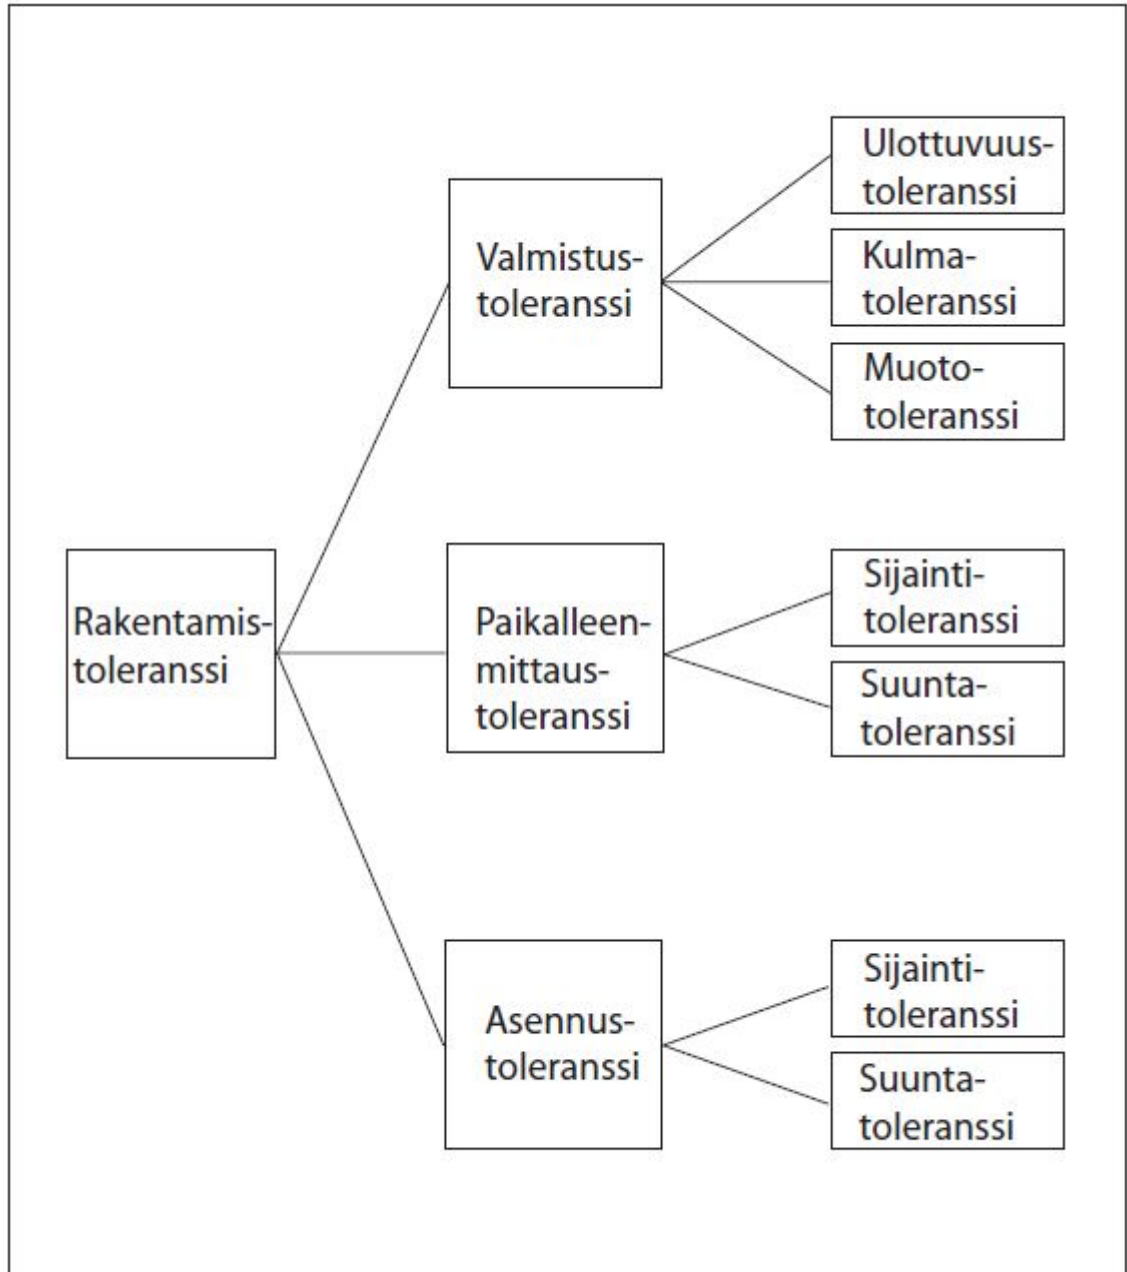 Rakentamis-
toleranssi
Valmistus-
toleranssi
Ulottuvuus-
toleranssi
Kulma-
toleranssi
Muoto-
toleranssi
Paikalleen-
mittaus-
toleranssi
Sijainti-
toleranssi
Suunta-
toleranssi
Asennus-
toleranssi
Sijainti-
toleranssi
Suunta-
toleranssi